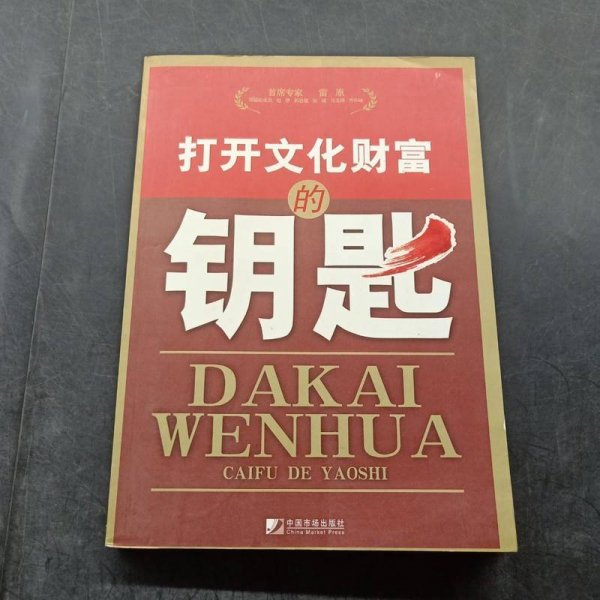 首席专家 雷 原
打开文化财富
的
钥匙
DAKAI
WENHUA
CAIFU DE YAOSHI
中国市场出版社
China Market Press